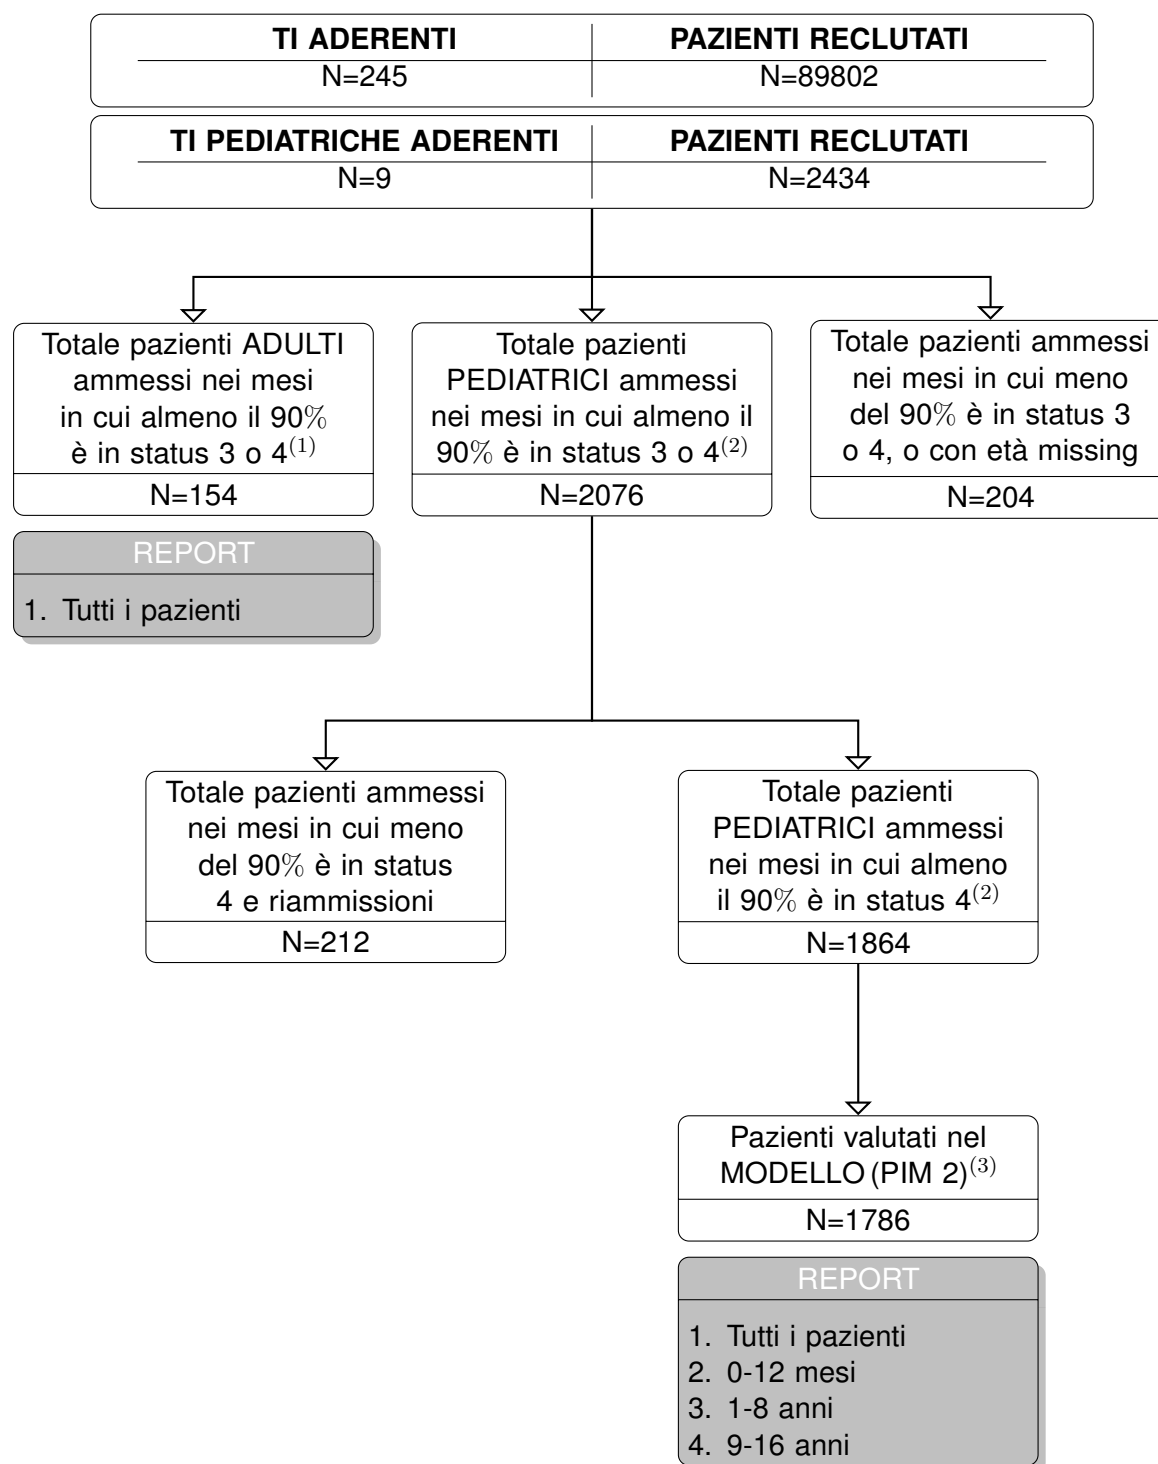 TI ADERENTI PAZIENTI RECLUTATI
N=245 N=89802
TI PEDIATRICHE ADERENTI PAZIENTI RECLUTATI
N=9 N=2434
Totale pazienti ADULTI
ammessi nei mesi
in cui almeno il 90%
è in status 3 o 4(1)
N=154
REPORT
1. Tutti i pazienti
Totale pazienti
PEDIATRICI ammessi
nei mesi in cui almeno il
90% è in status 3 o 4(2)
N=2076
Totale pazienti ammessi
nei mesi in cui meno
del 90% è in status 3
o 4, o con età missing
N=204
Totale pazienti ammessi
nei mesi in cui meno
del 90% è in status
4 e riammissioni
N=212
Totale pazienti
PEDIATRICI ammessi
nei mesi in cui almeno
il 90% è in status 4(2)
N=1864
Pazienti valutati nel
MODELLO (PIM 2)(3)
N=1786
REPORT
1. Tutti i pazienti
2. 0-12 mesi
3. 1-8 anni
4. 9-16 anni